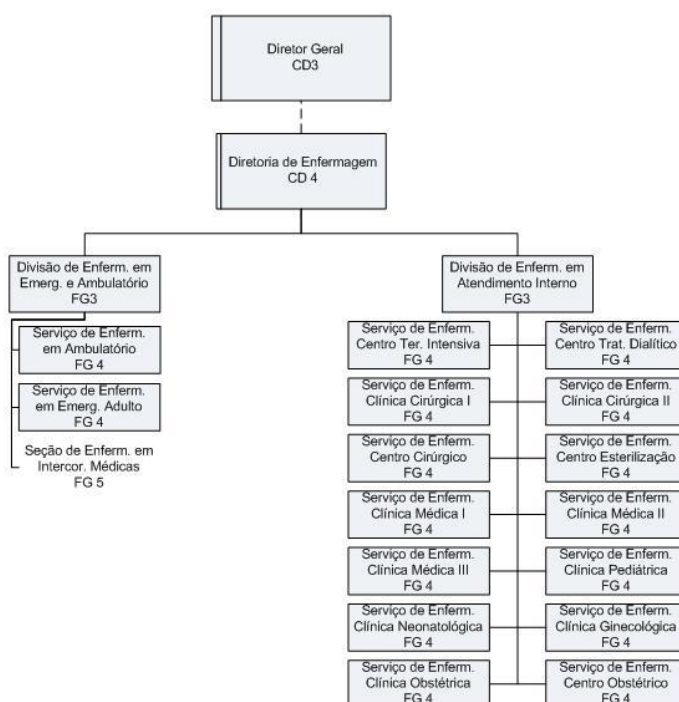 Diretor Geral
CD3
Diretoria de Enfermagem
CD 4
Divisão de Enferm. em
Emerg. e Ambulatório
FG3
Serviço de Enferm.
em Ambulatório
FG 4
Serviço de Enferm.
em Emerg. Adulto
FG 4
Seção de Enferm. em
Intercor. Médicas
FG 5
Divisão de Enferm. em
Atendimento Interno
FG3
Serviço de Enferm.
Centro Ter. Intensiva
FG 4
Serviço de Enferm.
Centro Trat. Dialítico
FG 4
Serviço de Enferm.
Clínica Cirúrgica I
FG 4
Serviço de Enferm.
Clínica Cirúrgica II
FG 4
Serviço de Enferm.
Centro Cirúrgico
FG 4
Serviço de Enferm.
Centro Esterilização
FG 4
Serviço de Enferm.
Clínica Médica I
FG 4
Serviço de Enferm.
Clínica Médica II
FG 4
Serviço de Enferm.
Clínica Médica III
FG 4
Serviço de Enferm.
Clínica Pediátrica
FG 4
Serviço de Enferm.
Clínica Neonatológica
FG 4
Serviço de Enferm.
Clínica Ginecológica
FG 4
Serviço de Enferm.
Clínica Obstétrica
FG 4
Serviço de Enferm.
Centro Obstétrico
FG 4